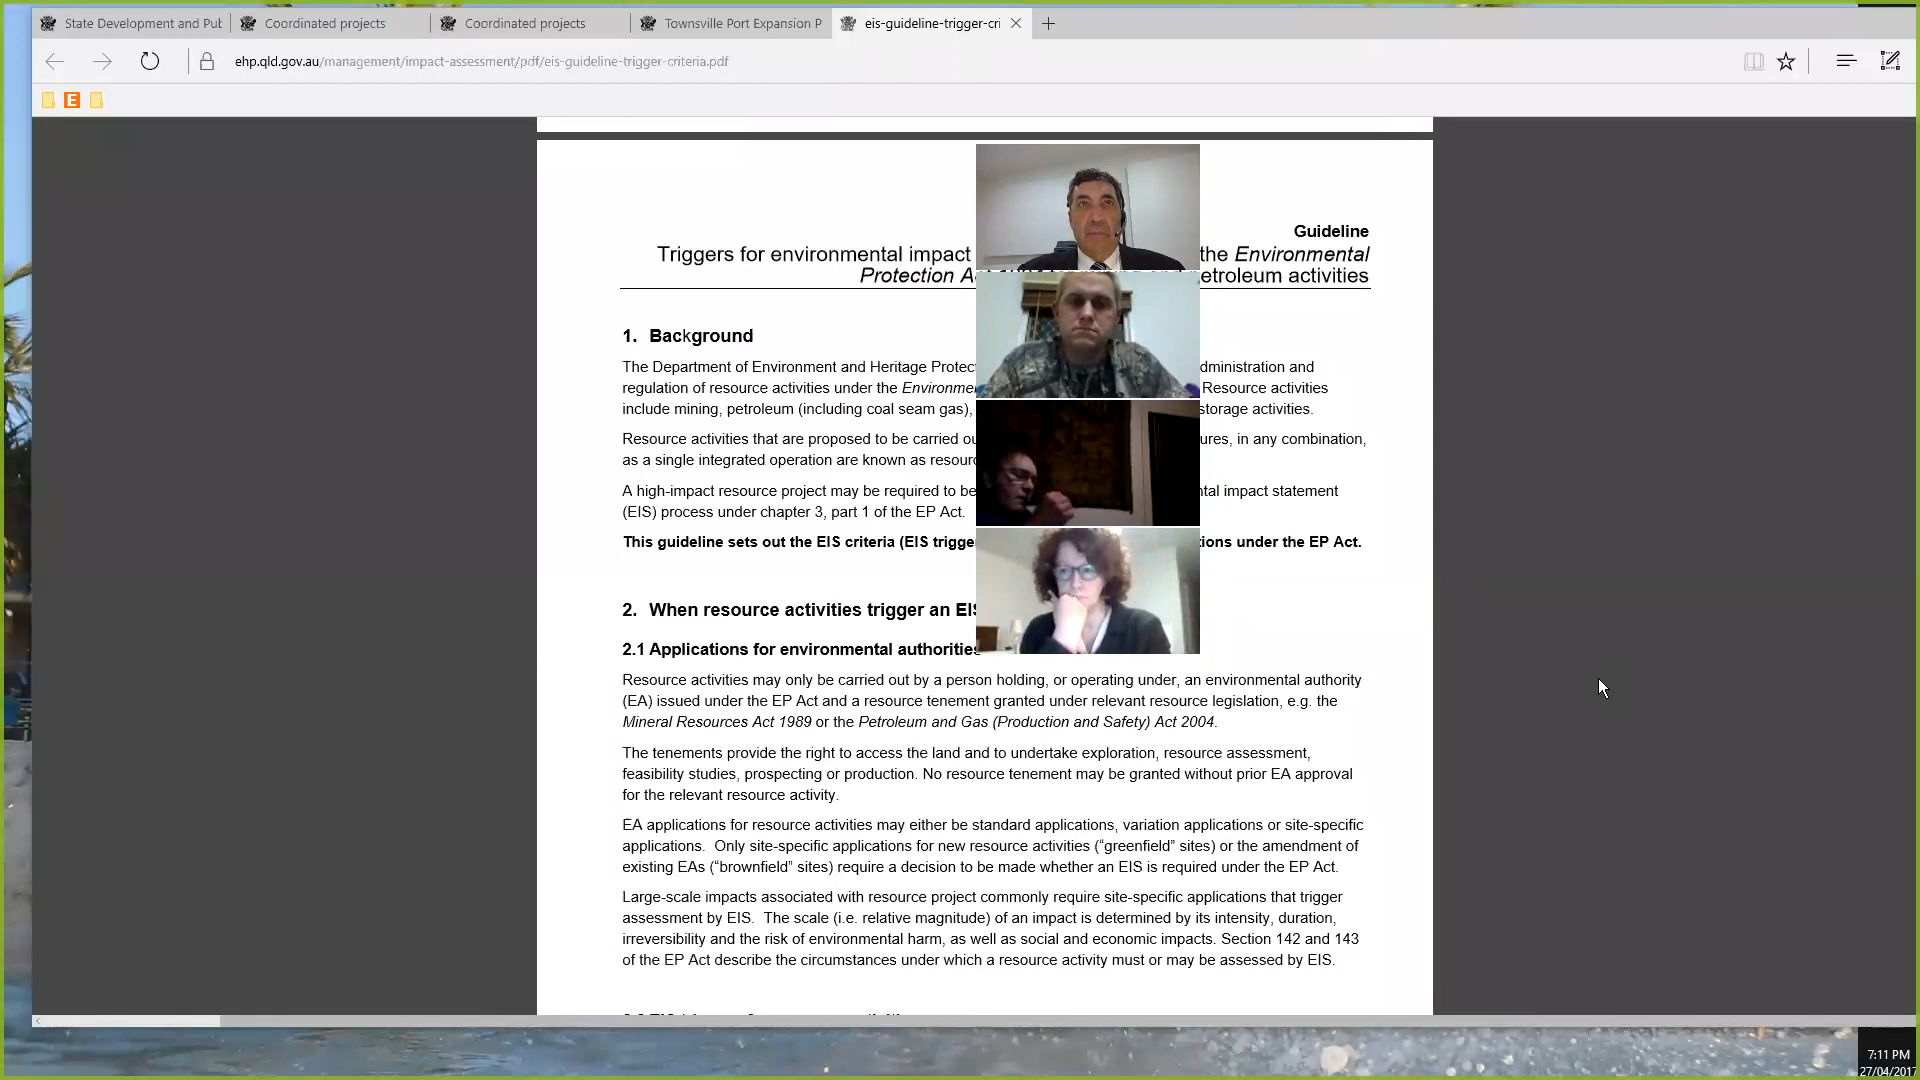 State Development and Pub
Coordinated projects
Coordinated projects
Townsville Port Expansion P
eis-guideline-trigger-cri
ehp.qld.gov.au/management/impact-assessment/pdf/eis-guideline-trigger-criteria.pdf
E
Guideline
Triggers for environmental impact the Environmental
Protection A etroleum activities
1. Background
The Department of Environment and Heritage Protec dministration and
regulation of resource activities under the Environme Resource activities
include mining, petroleum (including coal seam gas), storage activities.
Resource activities that are proposed to be carried ou ures, in any combination,
as a single integrated operation are known as resour
A high-impact resource project may be required to be tal impact statement
(EIS) process under chapter 3, part 1 of the EP Act.
This guideline sets out the EIS criteria (EIS trigge tions under the EP Act.
2. When resource activities trigger an EIS
2.1 Applications for environmental authorities
Resource activities may only be carried out by a person holding, or operating under, an environmental authority
(EA) issued under the EP Act and a resource tenement granted under relevant resource legislation, e.g. the
Mineral Resources Act 1989 or the Petroleum and Gas (Production and Safety) Act 2004.
The tenements provide the right to access the land and to undertake exploration, resource assessment,
feasibility studies, prospecting or production. No resource tenement may be granted without prior EA approval
for the relevant resource activity.
EA applications for resource activities may either be standard applications, variation applications or site-specific
applications.  Only site-specific applications for new resource activities (“greenfield” sites) or the amendment of
existing EAs (“brownfield” sites) require a decision to be made whether an EIS is required under the EP Act.
Large-scale impacts associated with resource project commonly require site-specific applications that trigger
assessment by EIS.  The scale (i.e. relative magnitude) of an impact is determined by its intensity, duration,
irreversibility and the risk of environmental harm, as well as social and economic impacts. Section 142 and 143
of the EP Act describe the circumstances under which a resource activity must or may be assessed by EIS.
7:11 PM
27/04/2017